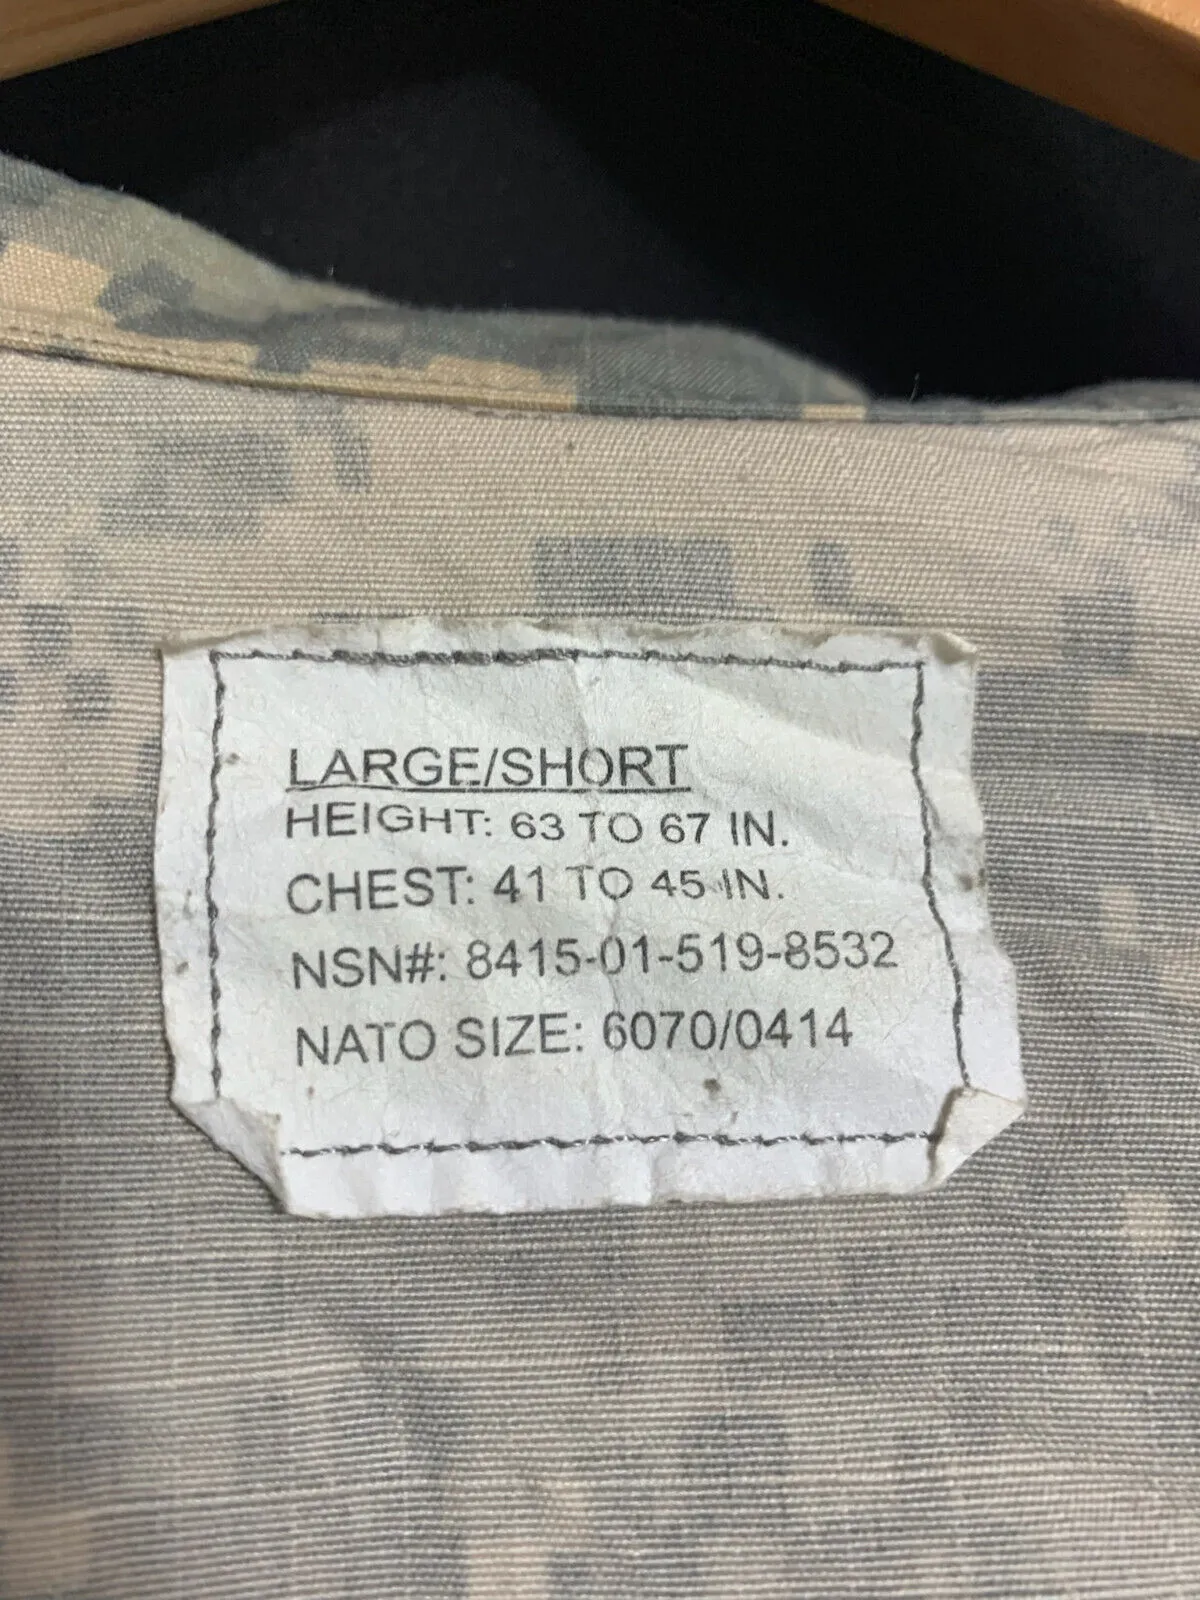 LARGE/SHORT
HEIGHT: 63 TO 67 IN.
CHEST: 41 TO 45 IN.
NSN#: 8415-01-519-8532
NATO SIZE: 6070/0414